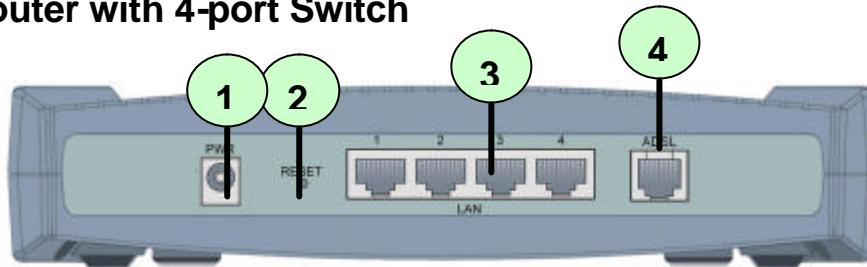 outer with 4-port Switch
1 2 3 4
PWR RESET 1 2 3 4 ADSL
LAN